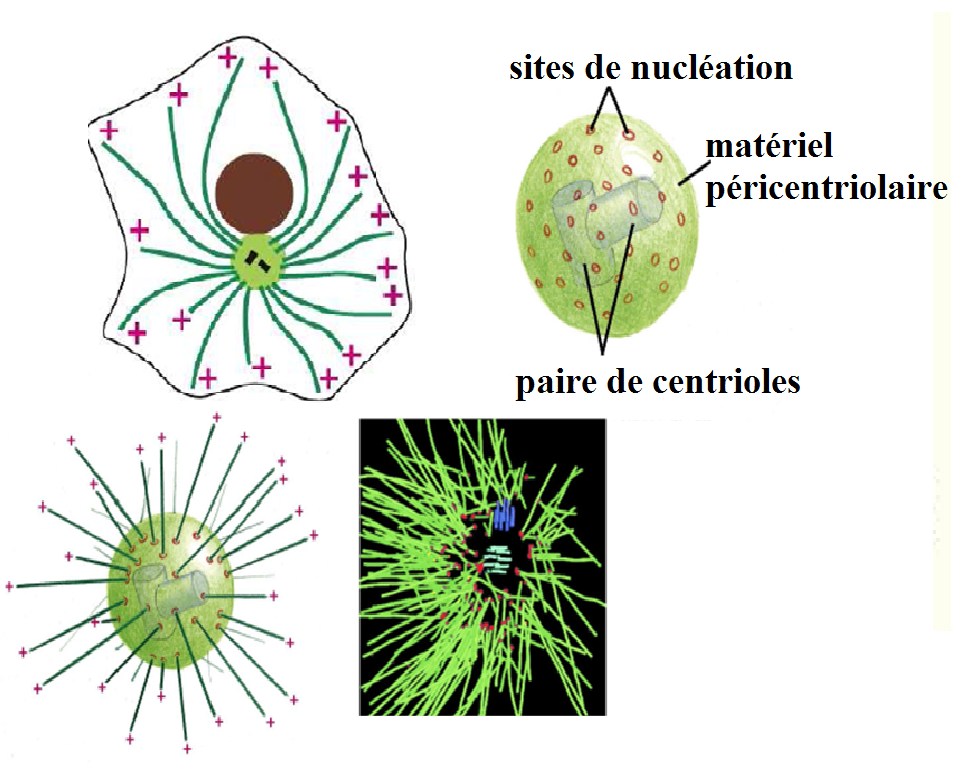 sites de nucléation
matériel
péricentriolaire
paire de centrioles